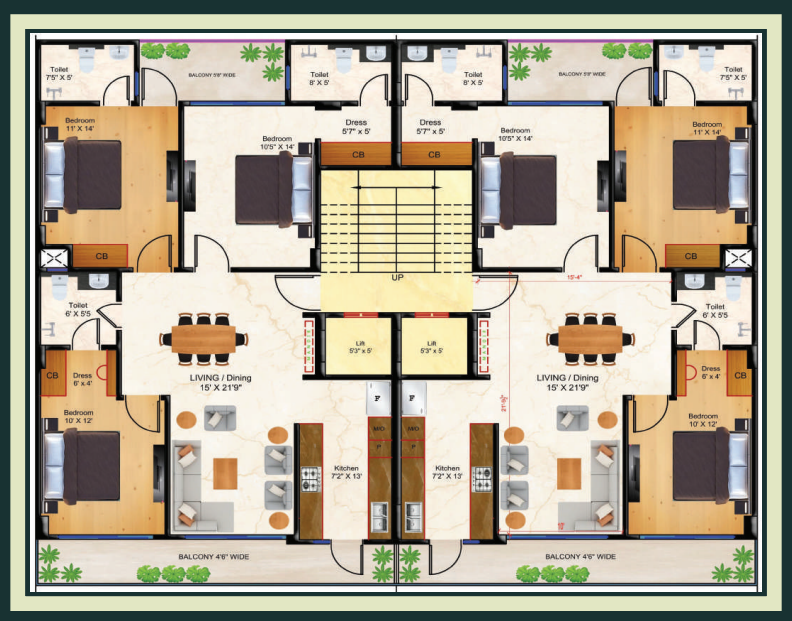 Toilet
7'5" X 5'
BALCONY 5'6" WIDE
Toilet
8' X 5'
Toilet
8' X 5'
BALCONY 5'6" WIDE
Toilet
7'5" X 5'
Bedroom
11' X 14'
Bedroom
10'5" X 14'
Dress
5'7" x 5'
CB
Dress
5'7" x 5'
CB
Bedroom
10'5" X 14'
Bedroom
11' X 14'
CB
CB
UP
15'-4"
Toilet
6' X 5'5
Toilet
6' X 5'5
Lift
5'3" x 5'
Lift
5'3" x 5'
CB
Dress
6' x 4'
LIVING / Dining
15' X 21'9"
LIVING / Dining
15' X 21'9"
Dress
6' x 4'
CB
F
F
Bedroom
10' X 12'
M/O
P
M/O
P
Bedroom
10' X 12'
Kitchen
7'2" X 13'
Kitchen
7'2" X 13'
10'
BALCONY 4'6" WIDE
BALCONY 4'6" WIDE